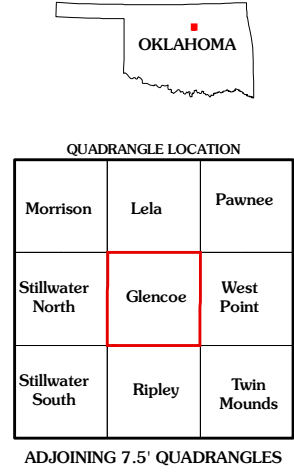 OKLAHOMA
QUADRANGLE LOCATION
Morrison
Lela
Pawnee
Stillwater
North
Glencoe
West
Point
Stillwater
South
Ripley
Twin
Mounds
ADJOINING 7.5' QUADRANGLES